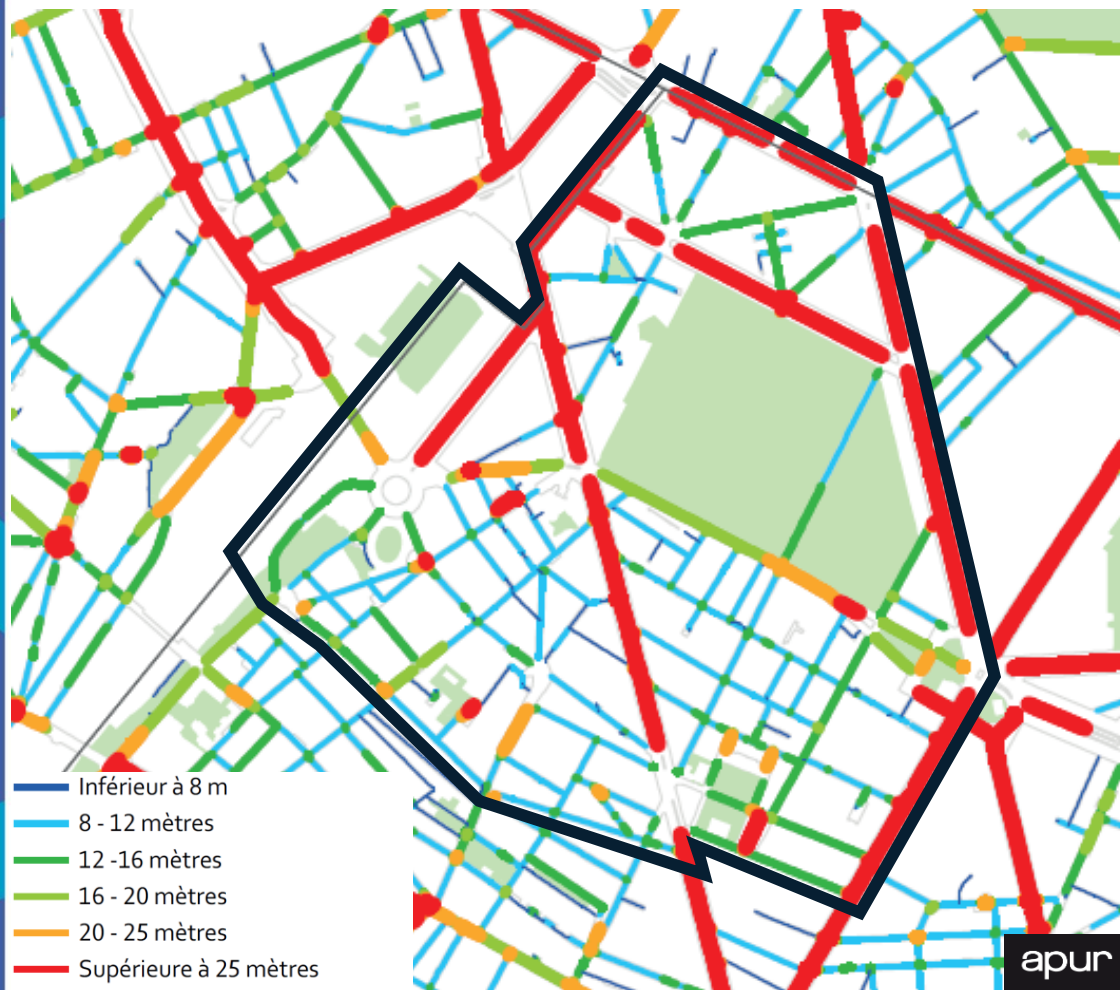 Inférieur à 8 m
8 - 12 mètres
12 -16 mètres
16 - 20 mètres
20 - 25 mètres
Supérieure à 25 mètres
apur